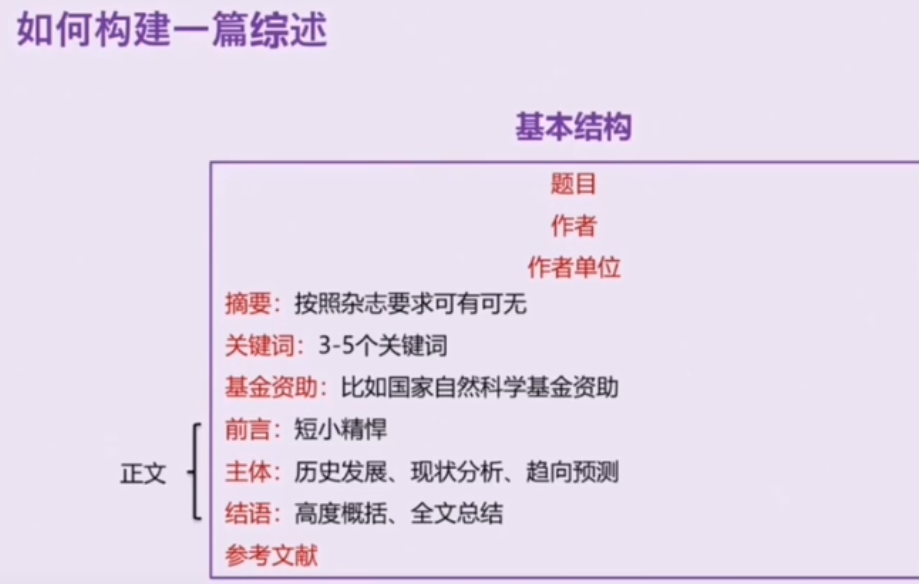 如何构建一篇综述
基本结构
题目
作者
作者单位
摘要：按照杂志要求可有可无
关键词：3-5个关键词
基金资助：比如国家自然科学基金资助
前言：短小精悍
正文
主体：历史发展、现状分析、趋向预测
结语：高度概括、全文总结
参考文献